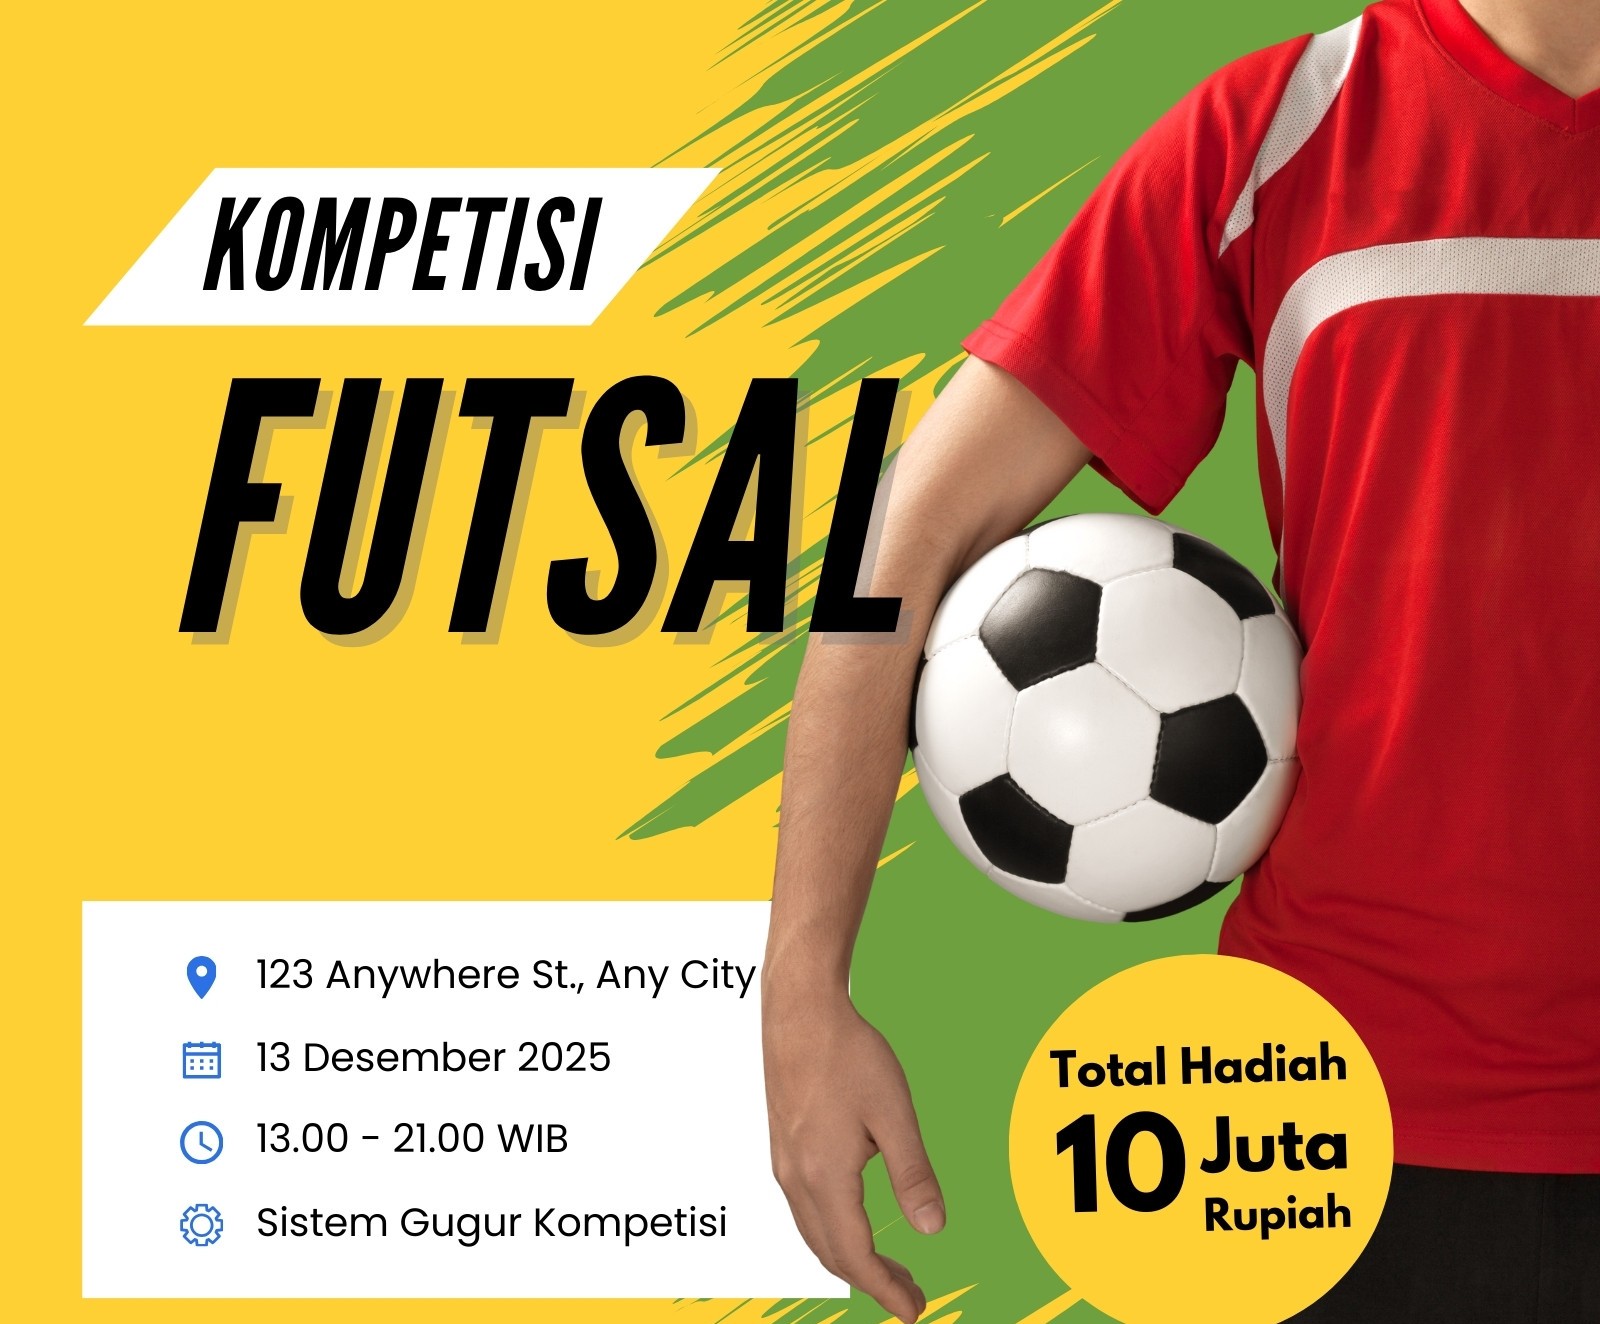 KOMPETISI
FUTSAL
123 Anywhere St., Any City
13 Desember 2025
13.00 - 21.00 WIB
Sistem Gugur Kompetisi
Total Hadiah
10 Juta
Rupiah